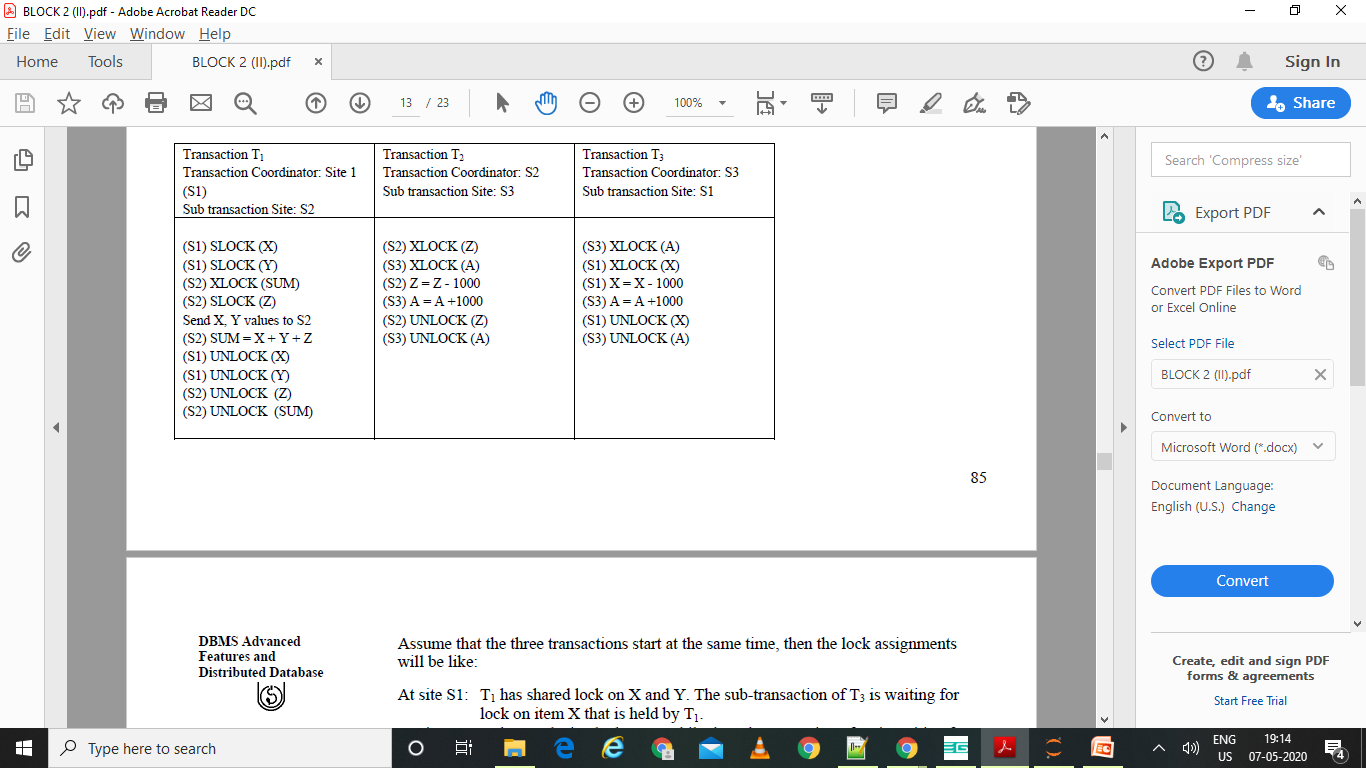 BLOCK 2 (II).pdf - Adobe Acrobat Reader DC
File Edit View Window Help
Home Tools BLOCK 2 (II).pdf × Sign In
13 / 23 100% Share
Transaction T1
Transaction Coordinator: Site 1
(S1)
Sub transaction Site: S2
Transaction T2
Transaction Coordinator: S2
Sub transaction Site: S3
Transaction T3
Transaction Coordinator: S3
Sub transaction Site: S1
(S1) SLOCK (X)
(S1) SLOCK (Y)
(S2) XLOCK (SUM)
(S2) SLOCK (Z)
Send X, Y values to S2
(S2) SUM = X + Y + Z
(S1) UNLOCK (X)
(S1) UNLOCK (Y)
(S2) UNLOCK (Z)
(S2) UNLOCK (SUM)
(S2) XLOCK (Z)
(S3) XLOCK (A)
(S2) Z = Z - 1000
(S3) A = A +1000
(S2) UNLOCK (Z)
(S3) UNLOCK (A)
(S3) XLOCK (A)
(S1) XLOCK (X)
(S1) X = X - 1000
(S3) A = A +1000
(S1) UNLOCK (X)
(S3) UNLOCK (A)
85
DBMS Advanced
Features and
Distributed Database
Assume that the three transactions start at the same time, then the lock assignments
will be like:
At site S1: T1 has shared lock on X and Y. The sub-transaction of T3 is waiting for
lock on item X that is held by T1.
Search 'Compress size'
Export PDF
Adobe Export PDF
Convert PDF Files to Word
or Excel Online
Select PDF File
BLOCK 2 (II).pdf
Convert to
Microsoft Word (*.docx)
Document Language:
English (U.S.) Change
Convert
Create, edit and sign PDF
forms & agreements
Start Free Trial
Type here to search
ENG
US
19:14
07-05-2020
4